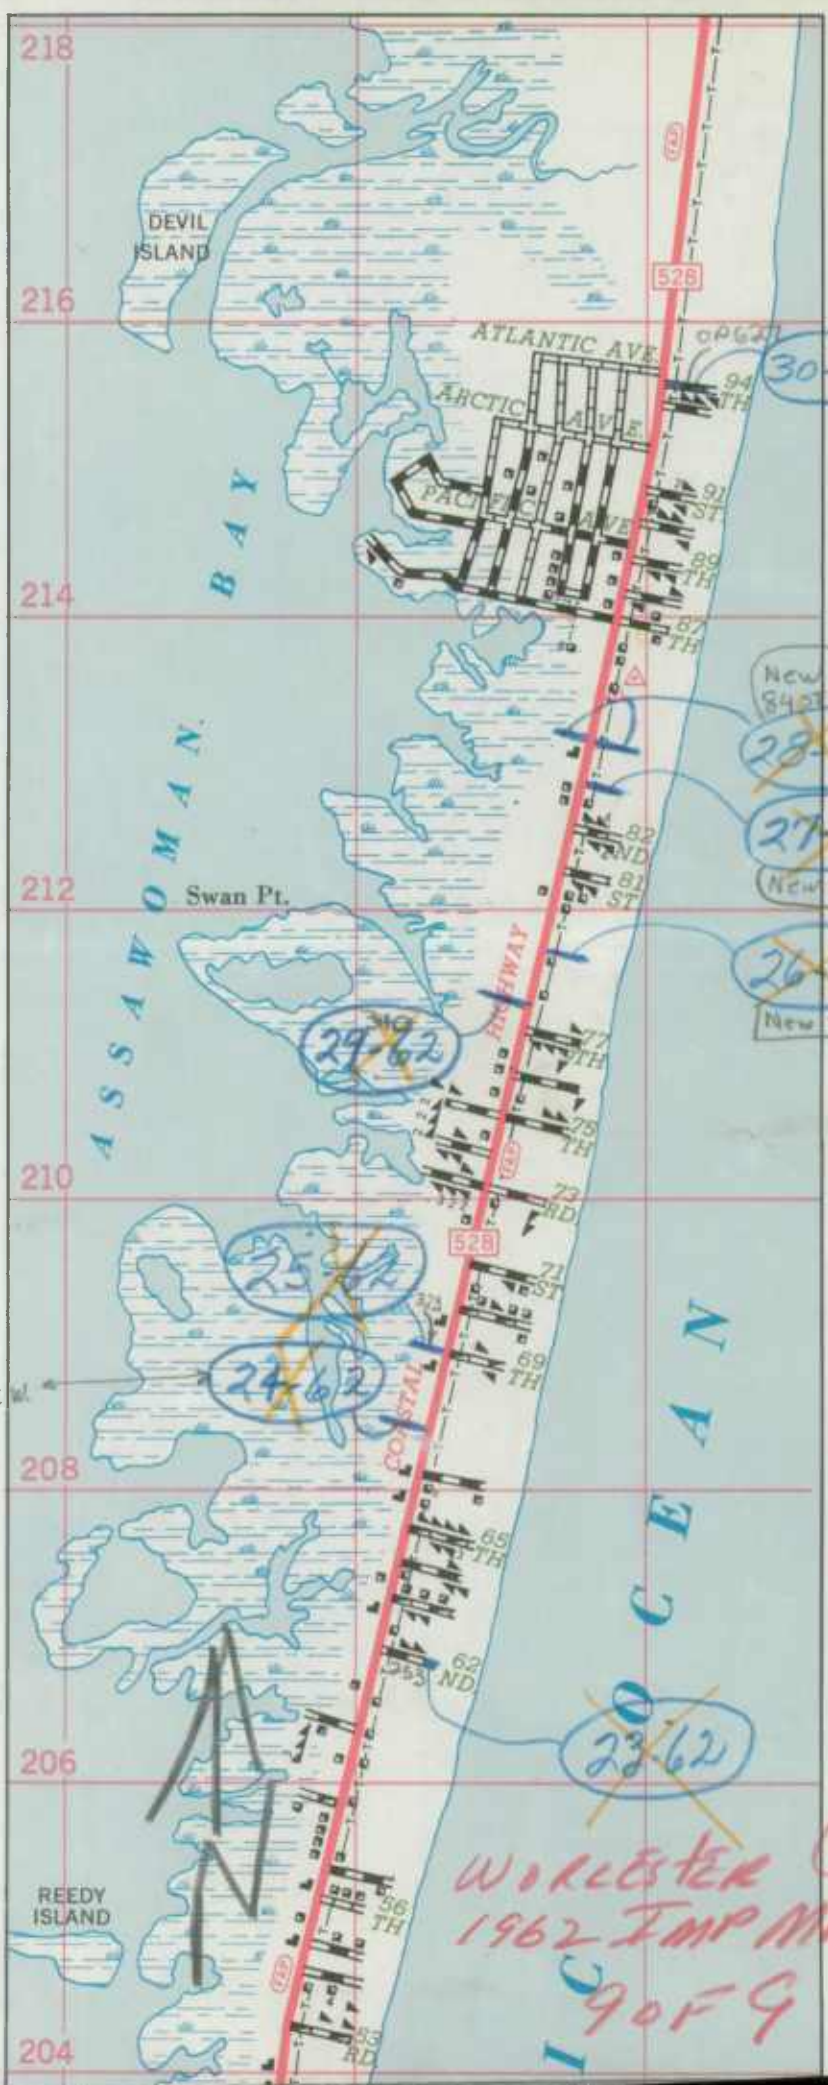 218
DEVIL
ISLAND
528
216
ATLANTIC AVE.
94
TH
30-
ARCTIC AVE.
91
ST
PACIFIC AVE.
89
TH
BAY
214
87
TH
New
840
28-
27-
82
ND
New
81
ST
212
Swan Pt.
26-
New
HIGHWAY
29-62
77
TH
ASSAWOMAN
75
TH
210
73
RD.
528
25-62
71
ST
69
TH
24-62
W.
COASTAL
OCEAN
208
65
TH
62
ND.
23-62
206
WORCESTER
1962 IMP
9 OF 9
REEDY
ISLAND
56
TH
IC
53
RD.
204